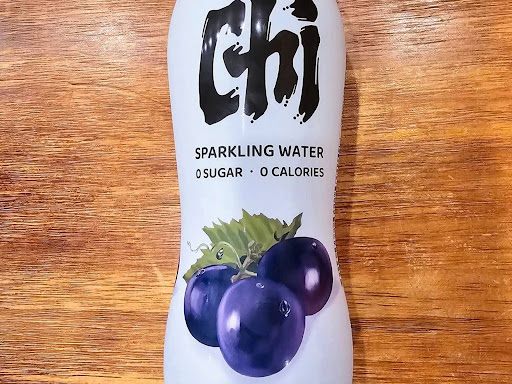 Chi
SPARKLING WATER
0 SUGAR · 0 CALORIES